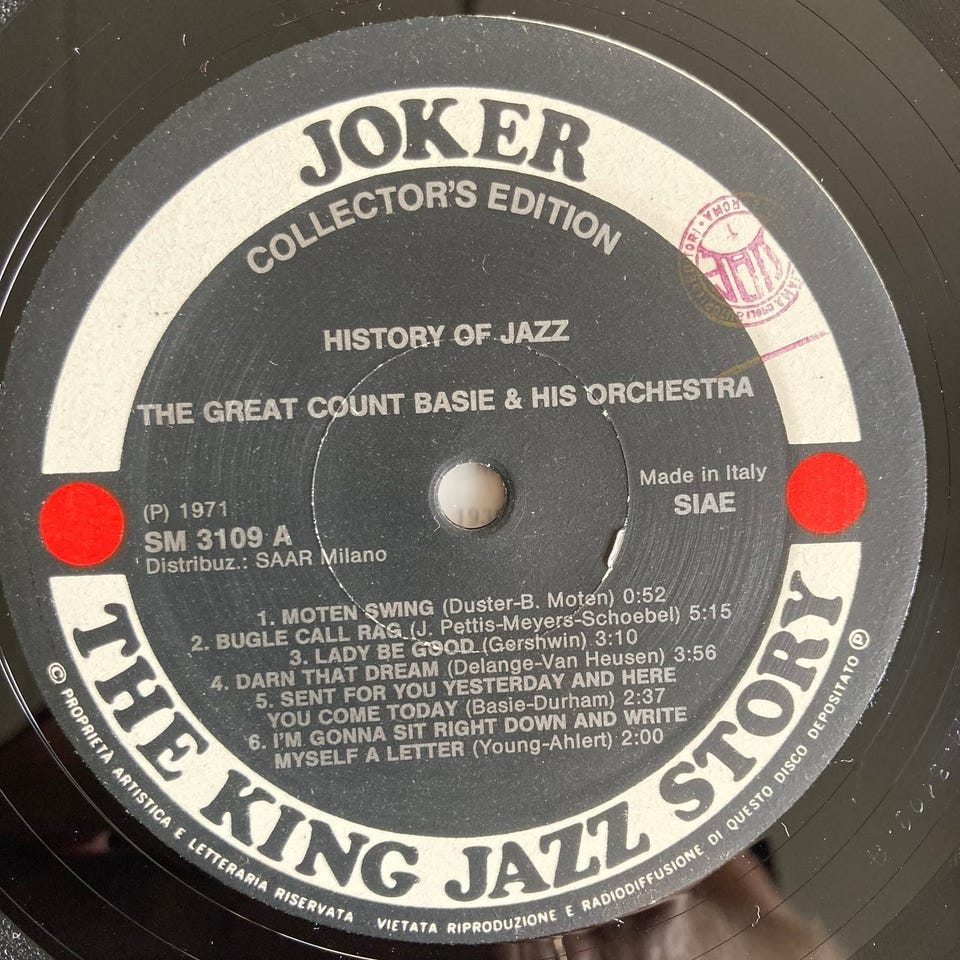 JOKER
COLLECTOR'S EDITION
HISTORY OF JAZZ
THE GREAT COUNT BASIE & HIS ORCHESTRA
Made in Italy
SIAE
(P) 1971
SM 3109 A
Distribuz.: SAAR Milano
1. MOTEN SWING (Duster-B. Moten) 0:52
2. BUGLE CALL RAG (J. Pettis-Meyers-Schoebel) 5:15
3. LADY BE GOOD (Gershwin) 3:10
4. DARN THAT DREAM (Delange-Van Heusen) 3:56
5. SENT FOR YOU YESTERDAY AND HERE
YOU COME TODAY (Basie-Durham) 2:37
6. I'M GONNA SIT RIGHT DOWN AND WRITE
MYSELF A LETTER (Young-Ahlert) 2:00
THE KING JAZZ STORY
© PROPRIETÀ ARTISTICA E LETTERARIA RISERVATA VIETATA RIPRODUZIONE E RADIODIFFUSIONE DI QUESTO DISCO DEPOSITATO Ⓟ
ROMA